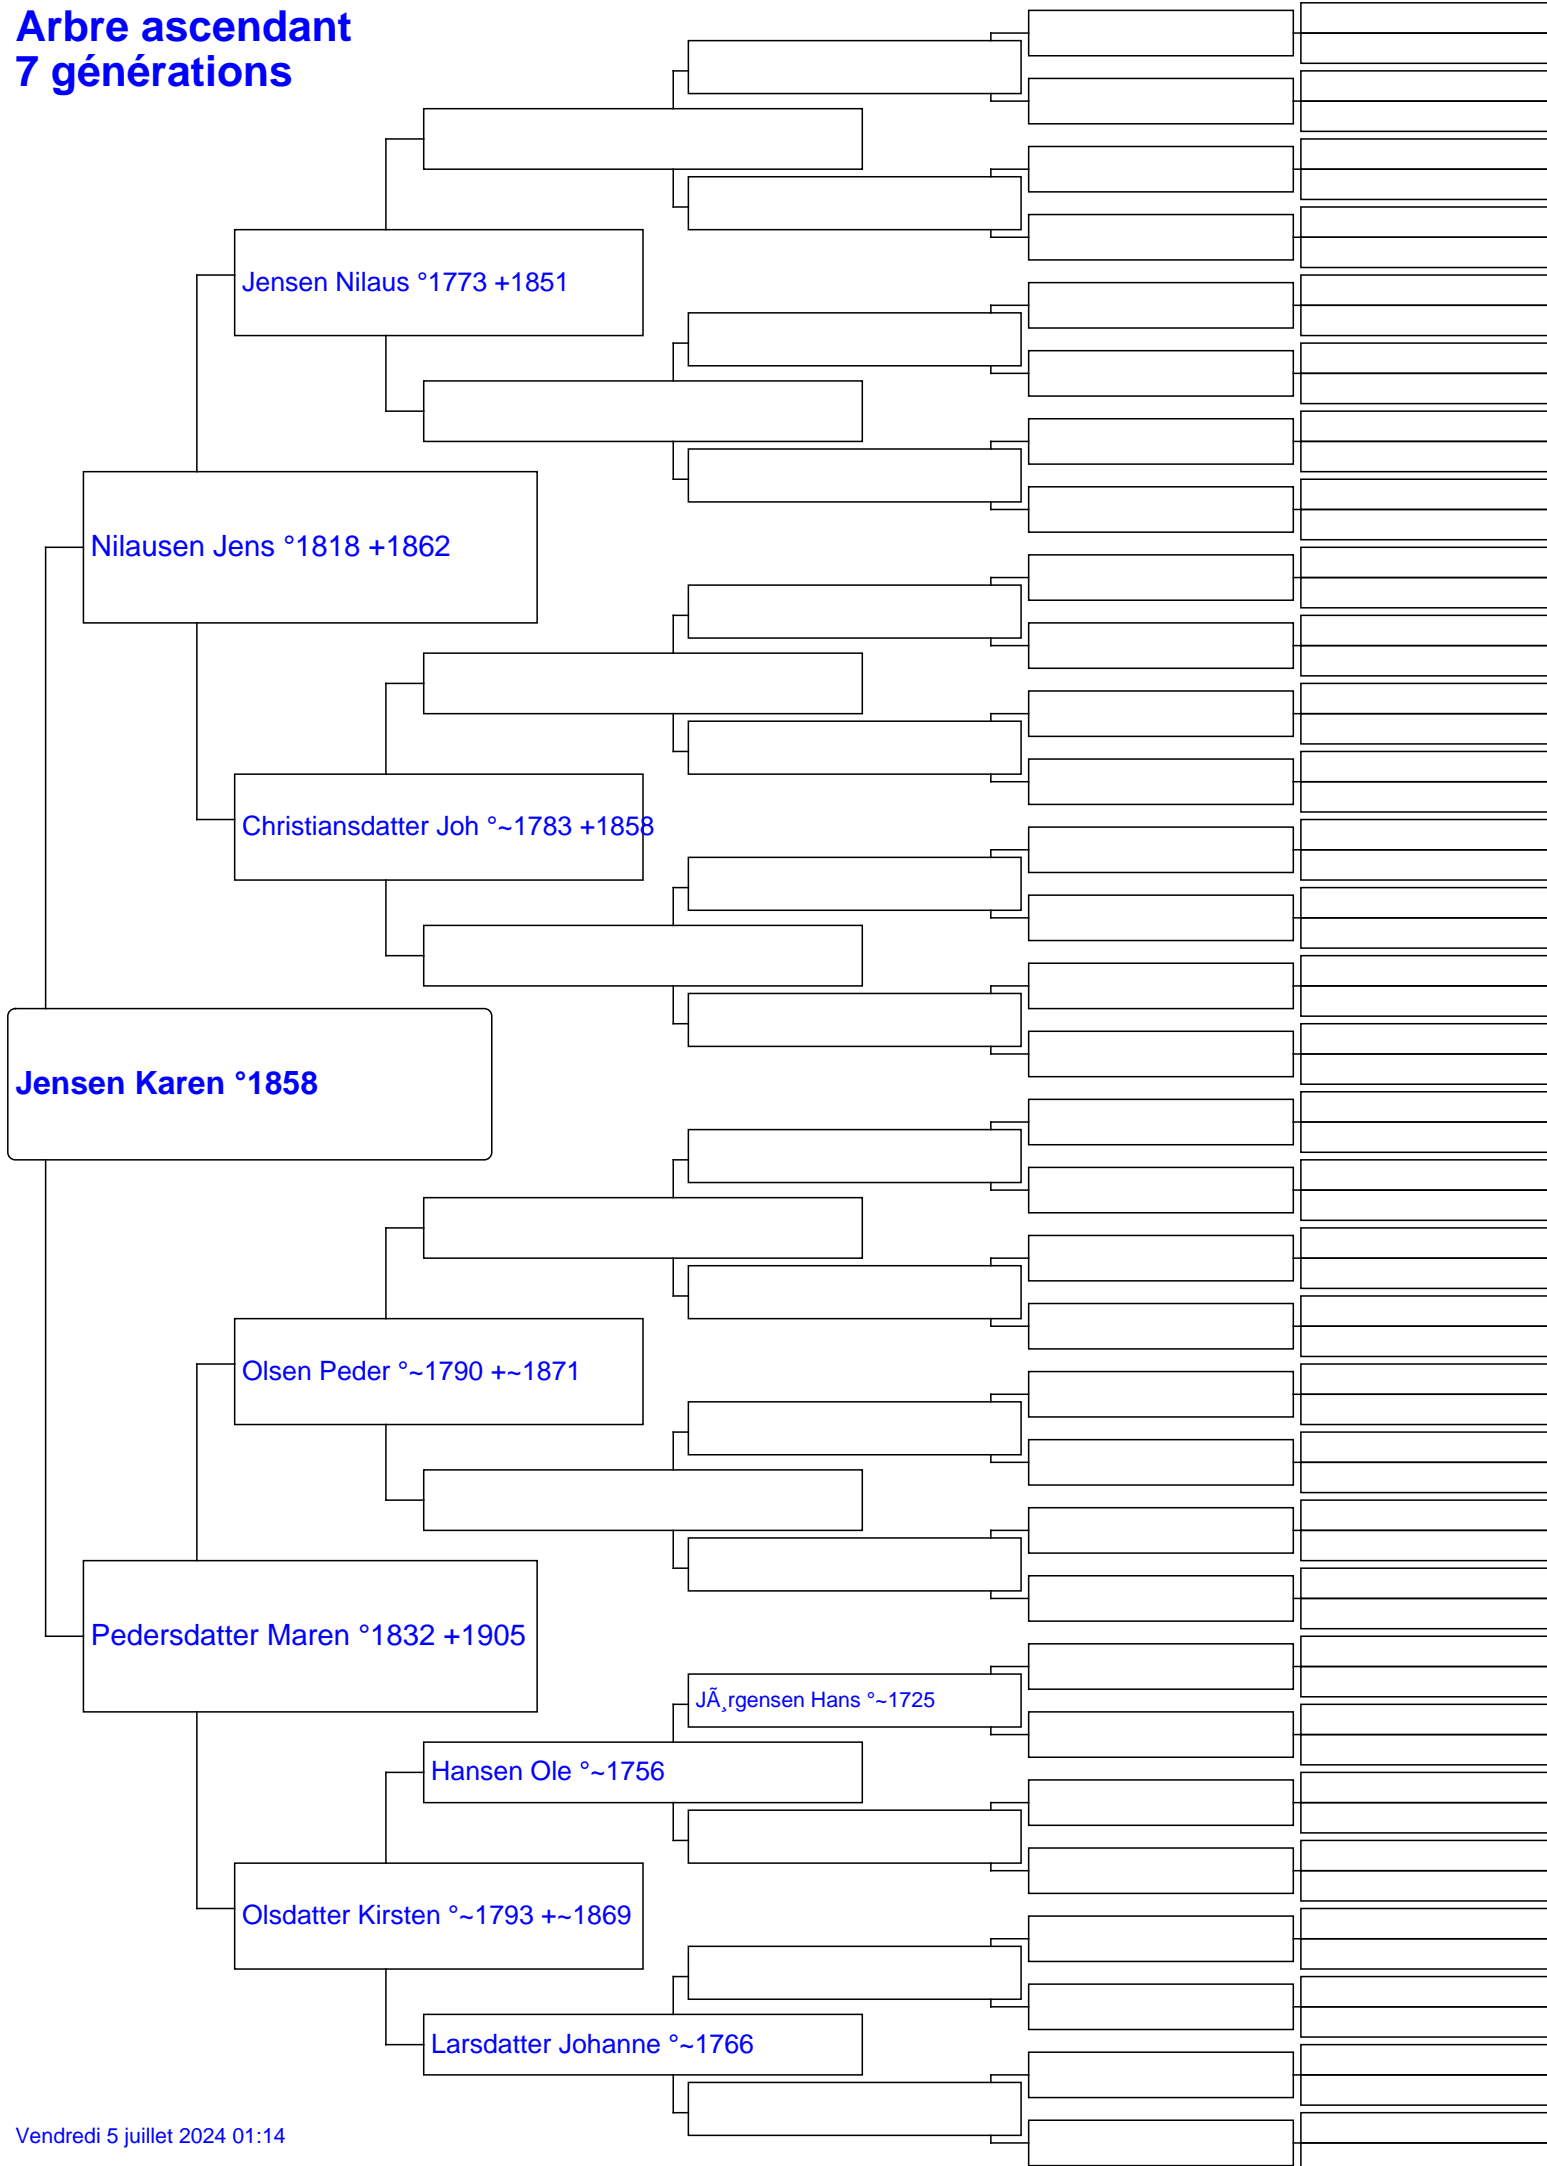 Arbre ascendant
7 générations
Jensen Nilaus °1773 +1851
Nilausen Jens °1818 +1862
Christiansdatter Joh °~1783 +1858
Jensen Karen °1858
Olsen Peder °~1790 +~1871
Pedersdatter Maren °1832 +1905
JÃ¸rgensen Hans °~1725
Hansen Ole °~1756
Olsdatter Kirsten °~1793 +~1869
Larsdatter Johanne °~1766
Vendredi 5 juillet 2024 01:14